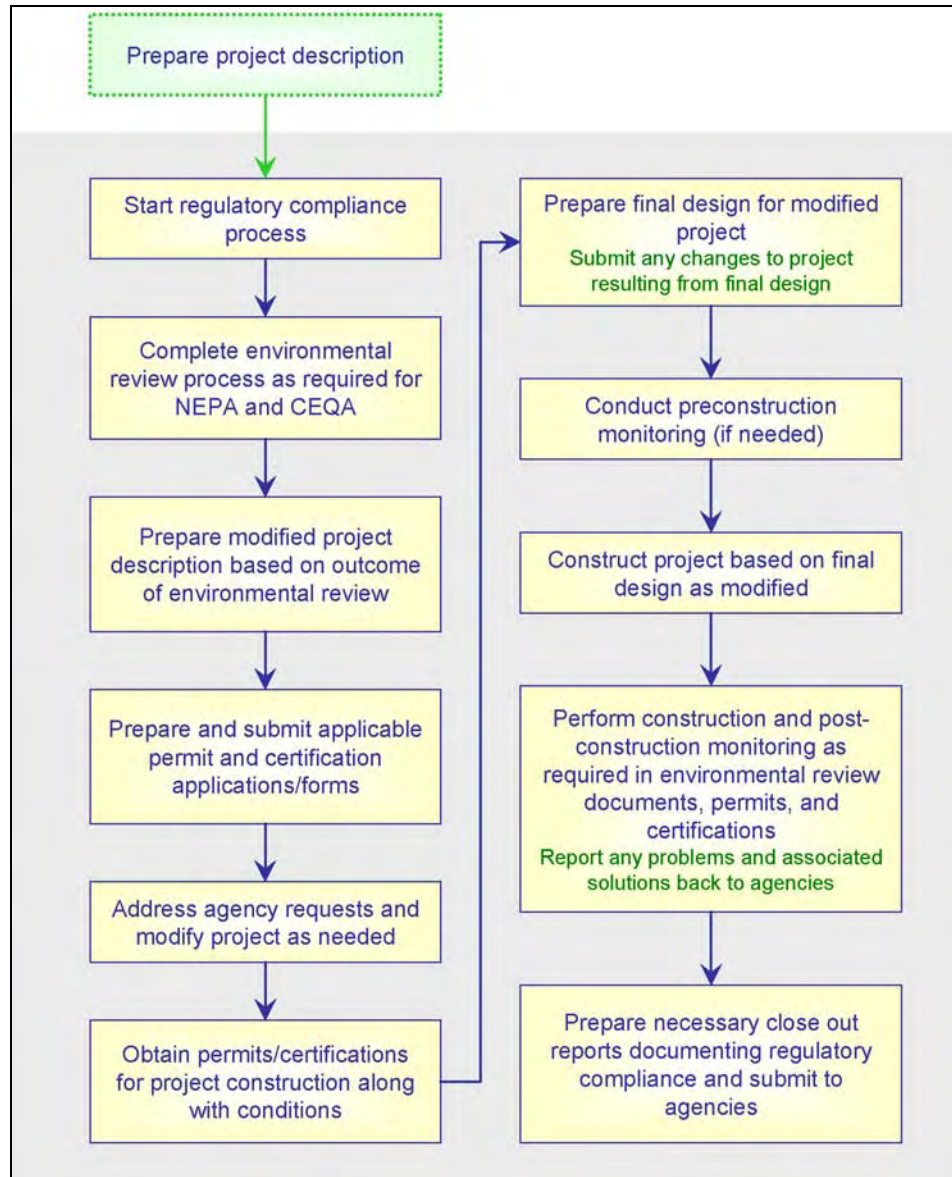 Prepare project description
Start regulatory compliance
process
Complete environmental
review process as required for
NEPA and CEQA
Prepare modified project
description based on outcome
of environmental review
Prepare and submit applicable
permit and certification
applications/forms
Address agency requests and
modify project as needed
Obtain permits/certifications
for project construction along
with conditions
Prepare final design for modified
project
Submit any changes to project
resulting from final design
Conduct preconstruction
monitoring (if needed)
Construct project based on final
design as modified
Perform construction and post-
construction monitoring as
required in environmental review
documents, permits, and
certifications
Report any problems and associated
solutions back to agencies
Prepare necessary close out
reports documenting regulatory
compliance and submit to
agencies